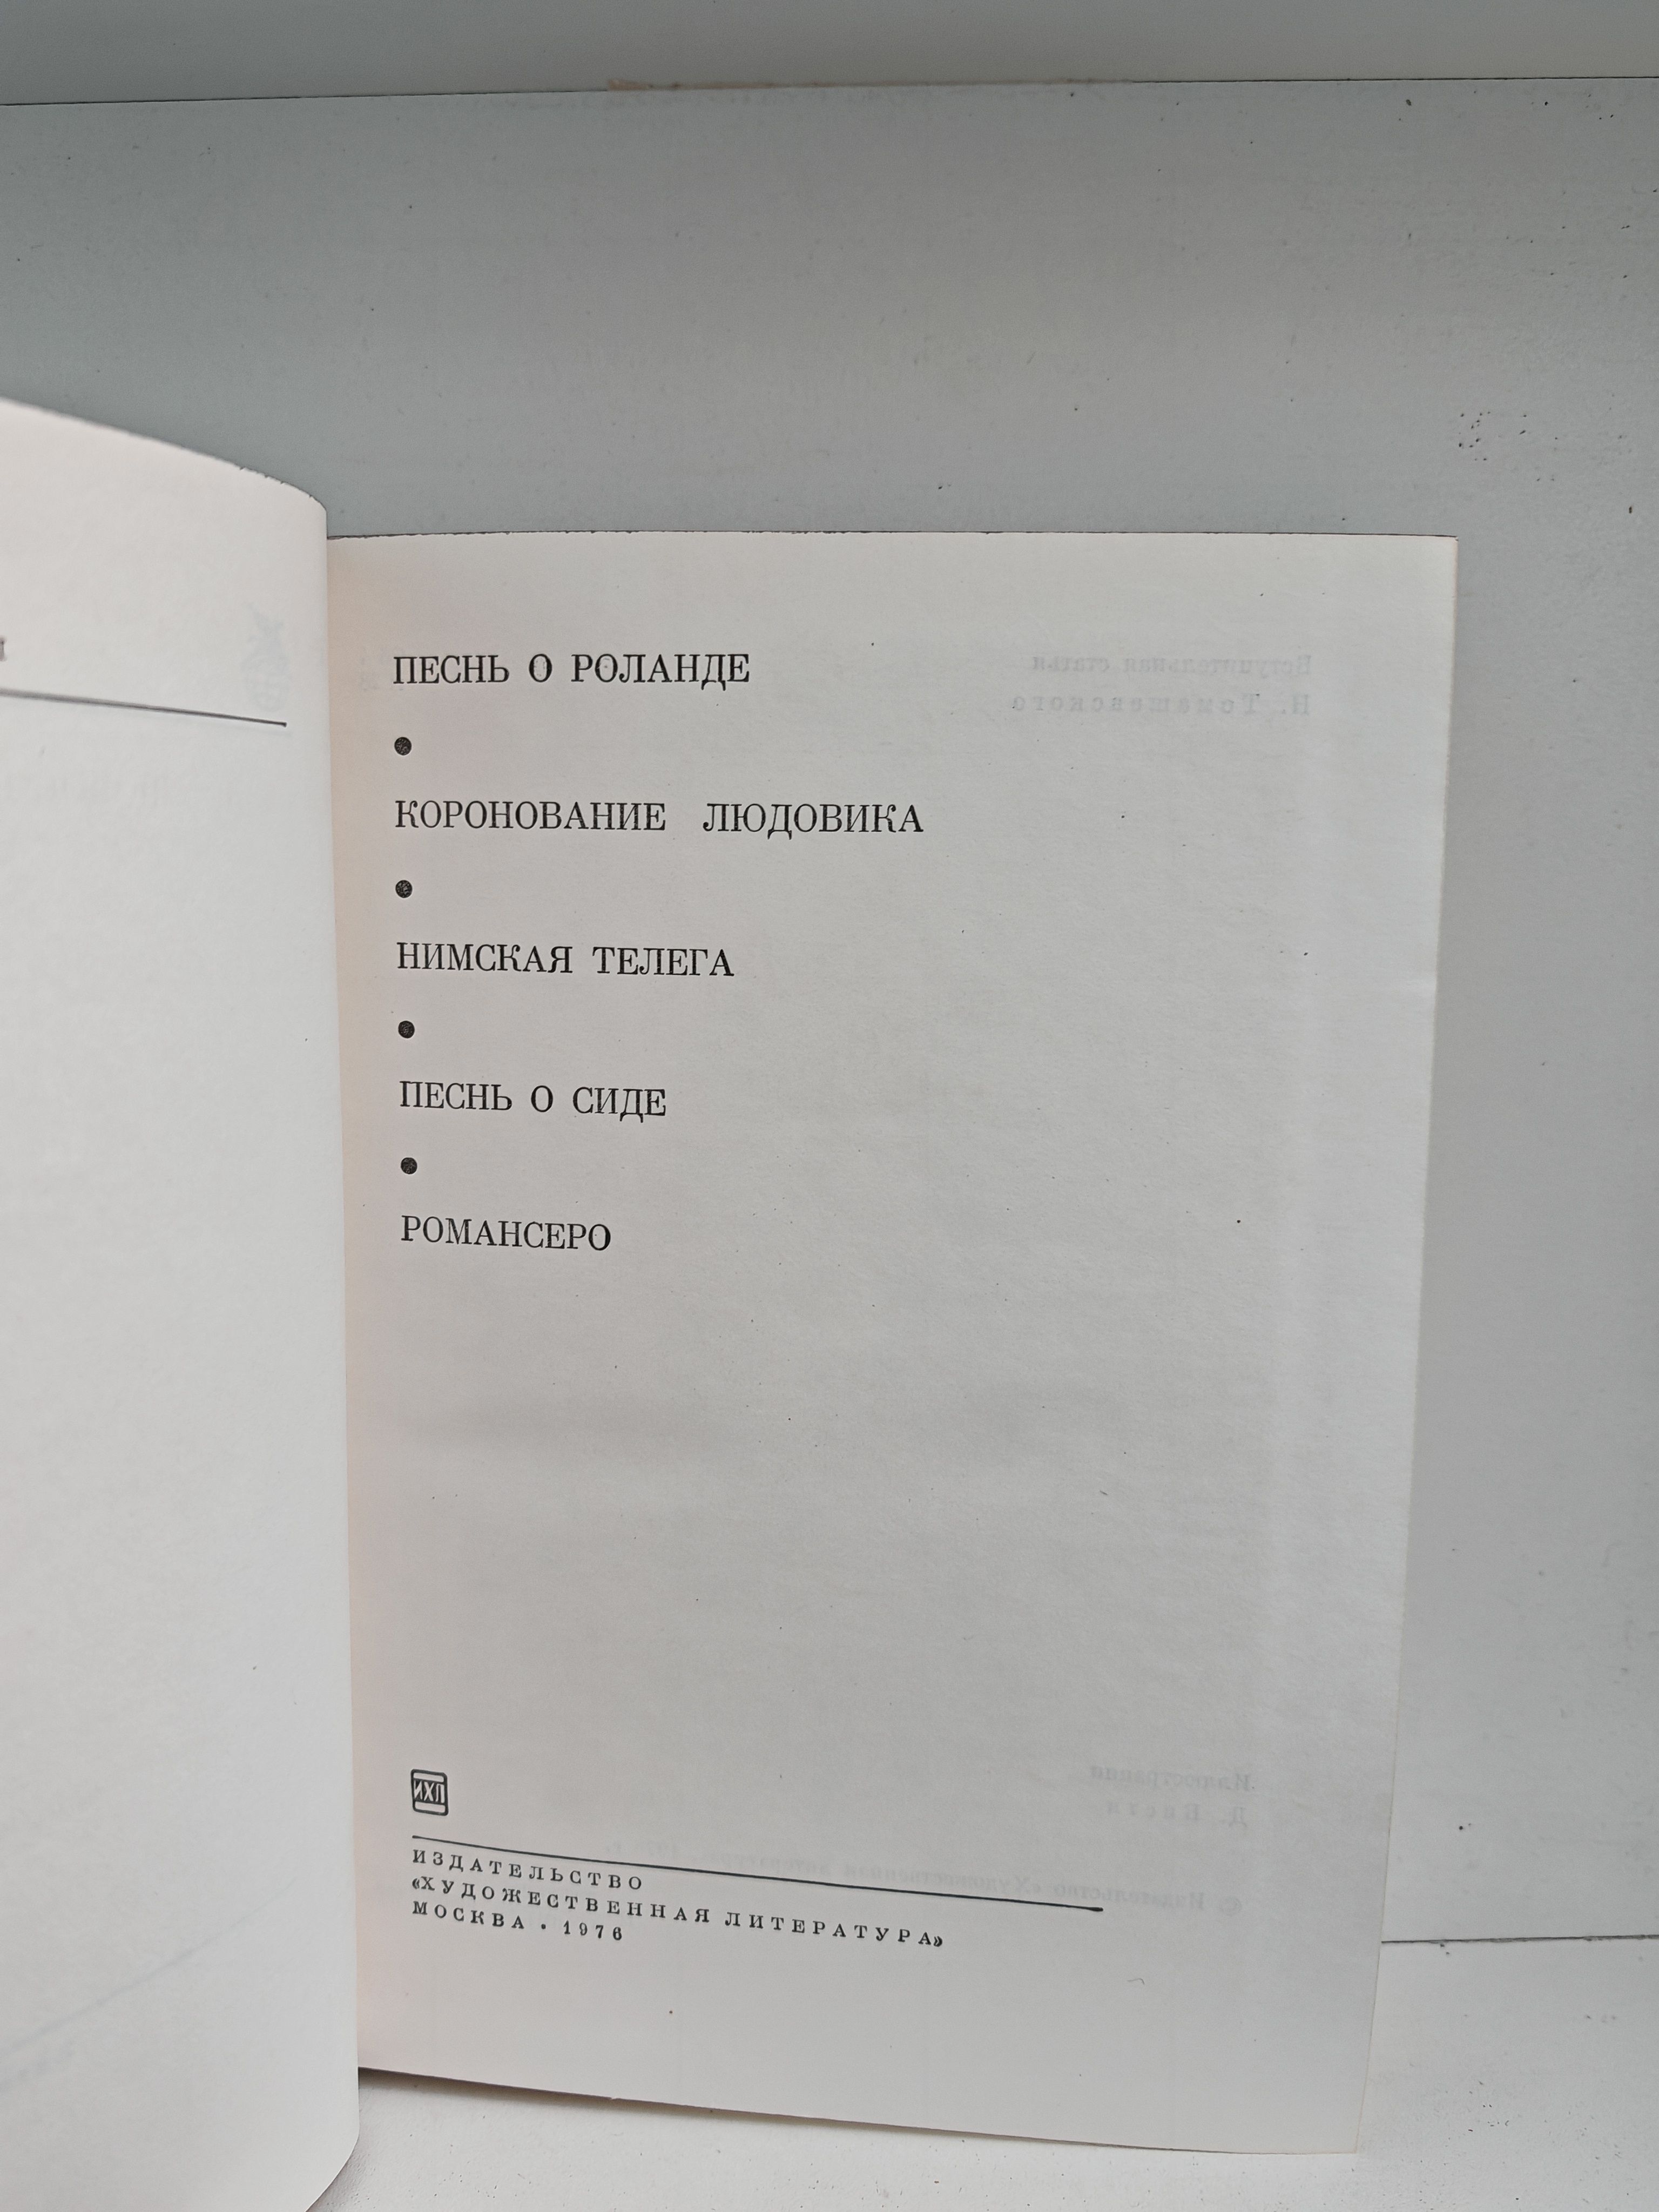 ПЕСНЬ О РОЛАНДЕ
●
КОРОНОВАНИЕ ЛЮДОВИКА
●
НИМСКАЯ ТЕЛЕГА
●
ПЕСНЬ О СИДЕ
●
РОМАНСЕРО
ИХЛ
ИЗДАТЕЛЬСТВО
«ХУДОЖЕСТВЕННАЯ ЛИТЕРАТУРА»
МОСКВА • 1976